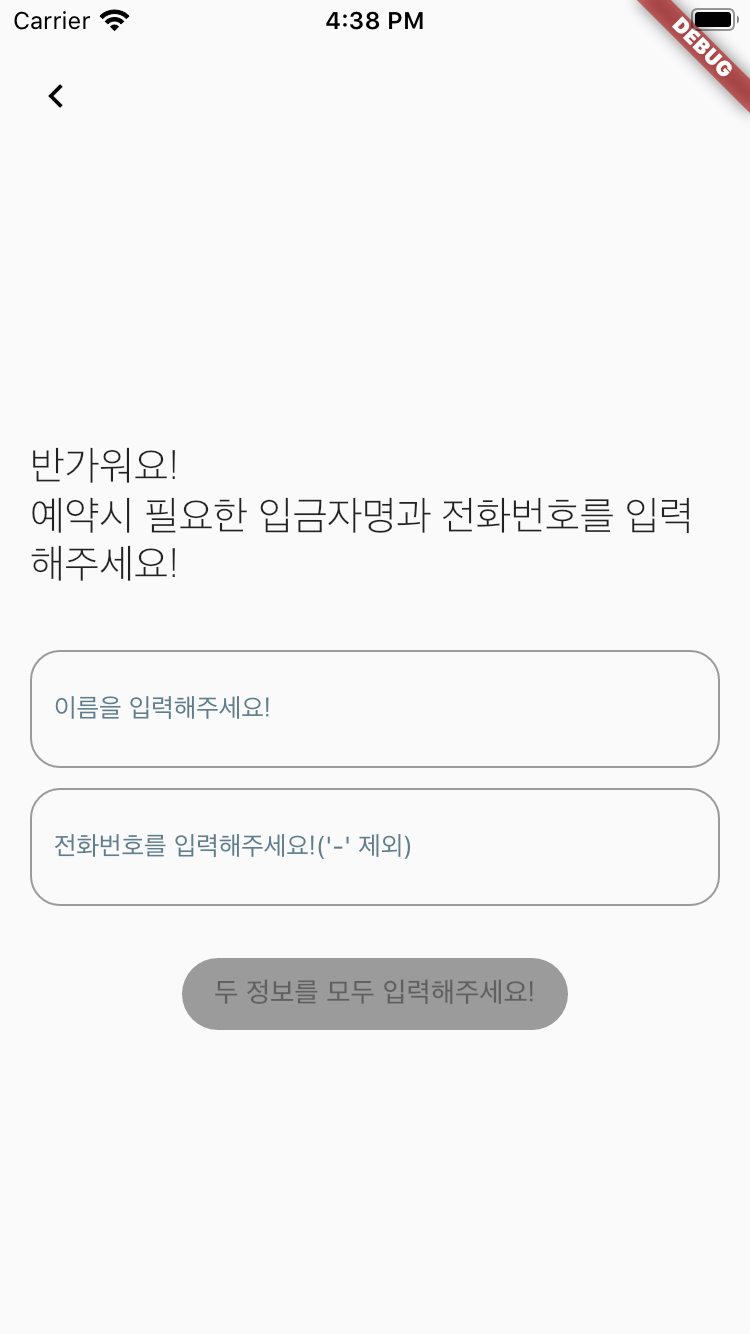 Carrier
4:38 PM
DEBUG
반가워요!
예약시 필요한 입금자명과 전화번호를 입력
해주세요!
이름을 입력해주세요!
전화번호를 입력해주세요!('-' 제외)
두 정보를 모두 입력해주세요!